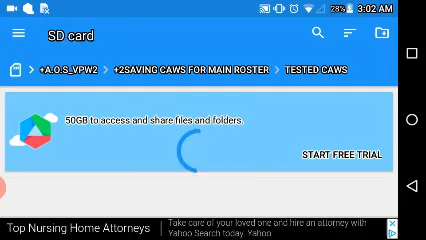 28% 3:02 AM
SD card
+A.O.S_VPW2 +2SAVING CAWS FOR MAIN ROSTER TESTED CAWS
50GB to access and share files and folders.
START FREE TRIAL
Top Nursing Home Attorneys
Take care of your loved one and hire an attorney with
Yahoo Search today. Yahoo